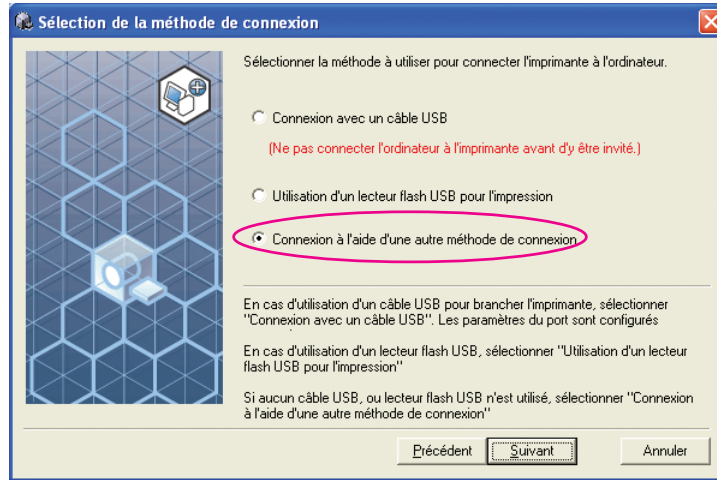 Sélection de la méthode de connexion
Sélectionner la méthode à utiliser pour connecter l'imprimante à l'ordinateur.
Connexion avec un câble USB
(Ne pas connecter l'ordinateur à l'imprimante avant d'y être invité.)
Utilisation d'un lecteur flash USB pour l'impression
Connexion à l'aide d'une autre méthode de connexion
En cas d'utilisation d'un câble USB pour brancher l'imprimante, sélectionner
"Connexion avec un câble USB". Les paramètres du port sont configurés
En cas d'utilisation d'un lecteur flash USB, sélectionner "Utilisation d'un lecteur
flash USB pour l'impression"
Si aucun câble USB, ou lecteur flash USB n'est utilisé, sélectionner "Connexion
à l'aide d'une autre méthode de connexion"
Précédent Suivant Annuler